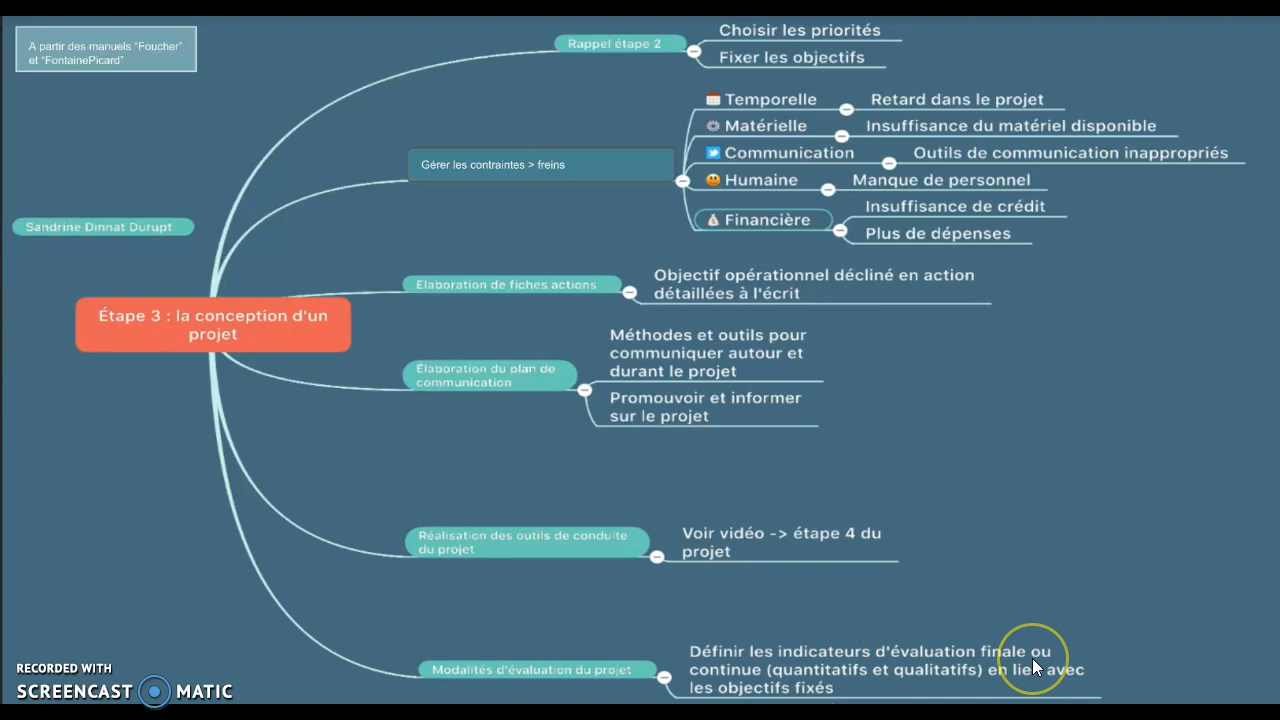 A partir des manuels "Foucher"
et "FontainePicard"
Rappel étape 2
Choisir les priorités
Fixer les objectifs
Gérer les contraintes > freins
Temporelle
Retard dans le projet
Matérielle
Insuffisance du matériel disponible
Communication
Outils de communication inappropriés
Humaine
Manque de personnel
Financière
Insuffisance de crédit
Plus de dépenses
Sandrine Dinnat Durupt
Étape 3 : la conception d'un
projet
Élaboration de fiches actions
Objectif opérationnel décliné en action
détaillées à l'écrit
Élaboration du plan de
communication
Méthodes et outils pour
communiquer autour et
durant le projet
Promouvoir et informer
sur le projet
Réalisation des outils de conduite
du projet
Voir vidéo -> étape 4 du
projet
Modalités d'évaluation du projet
Définir les indicateurs d'évaluation finale ou
continue (quantitatifs et qualitatifs) en lien avec
les objectifs fixés
RECORDED WITH
SCREENCAST MATIC